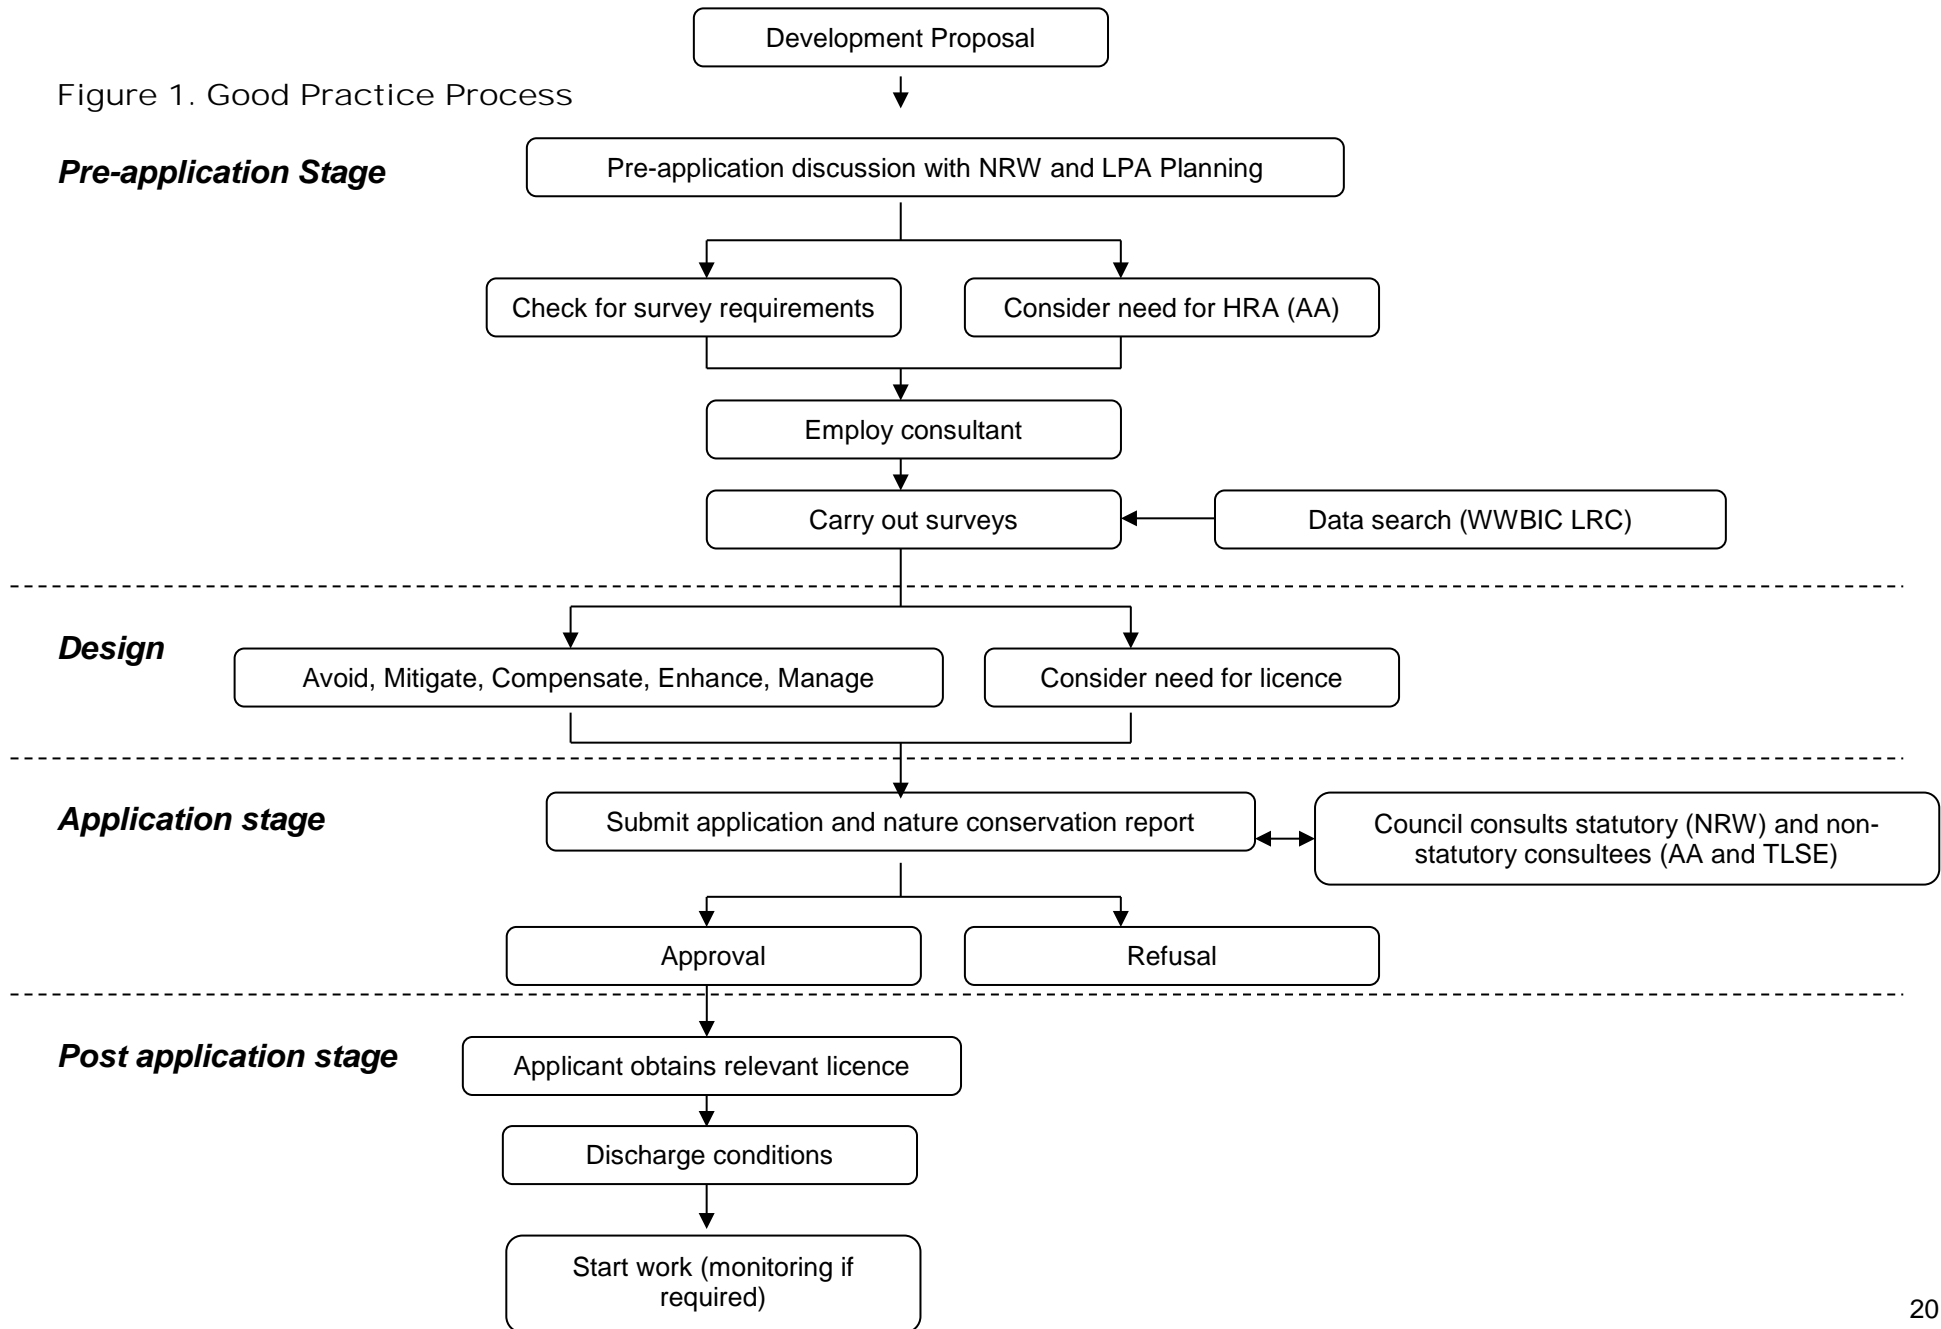 Development Proposal
Figure 1. Good Practice Process
Pre-application Stage
Pre-application discussion with NRW and LPA Planning
Check for survey requirements
Consider need for HRA (AA)
Employ consultant
Carry out surveys
Data search (WWBIC LRC)
Design
Avoid, Mitigate, Compensate, Enhance, Manage
Consider need for licence
Application stage
Submit application and nature conservation report
Council consults statutory (NRW) and non-
statutory consultees (AA and TLSE)
Approval
Refusal
Post application stage
Applicant obtains relevant licence
Discharge conditions
Start work (monitoring if
required)
20